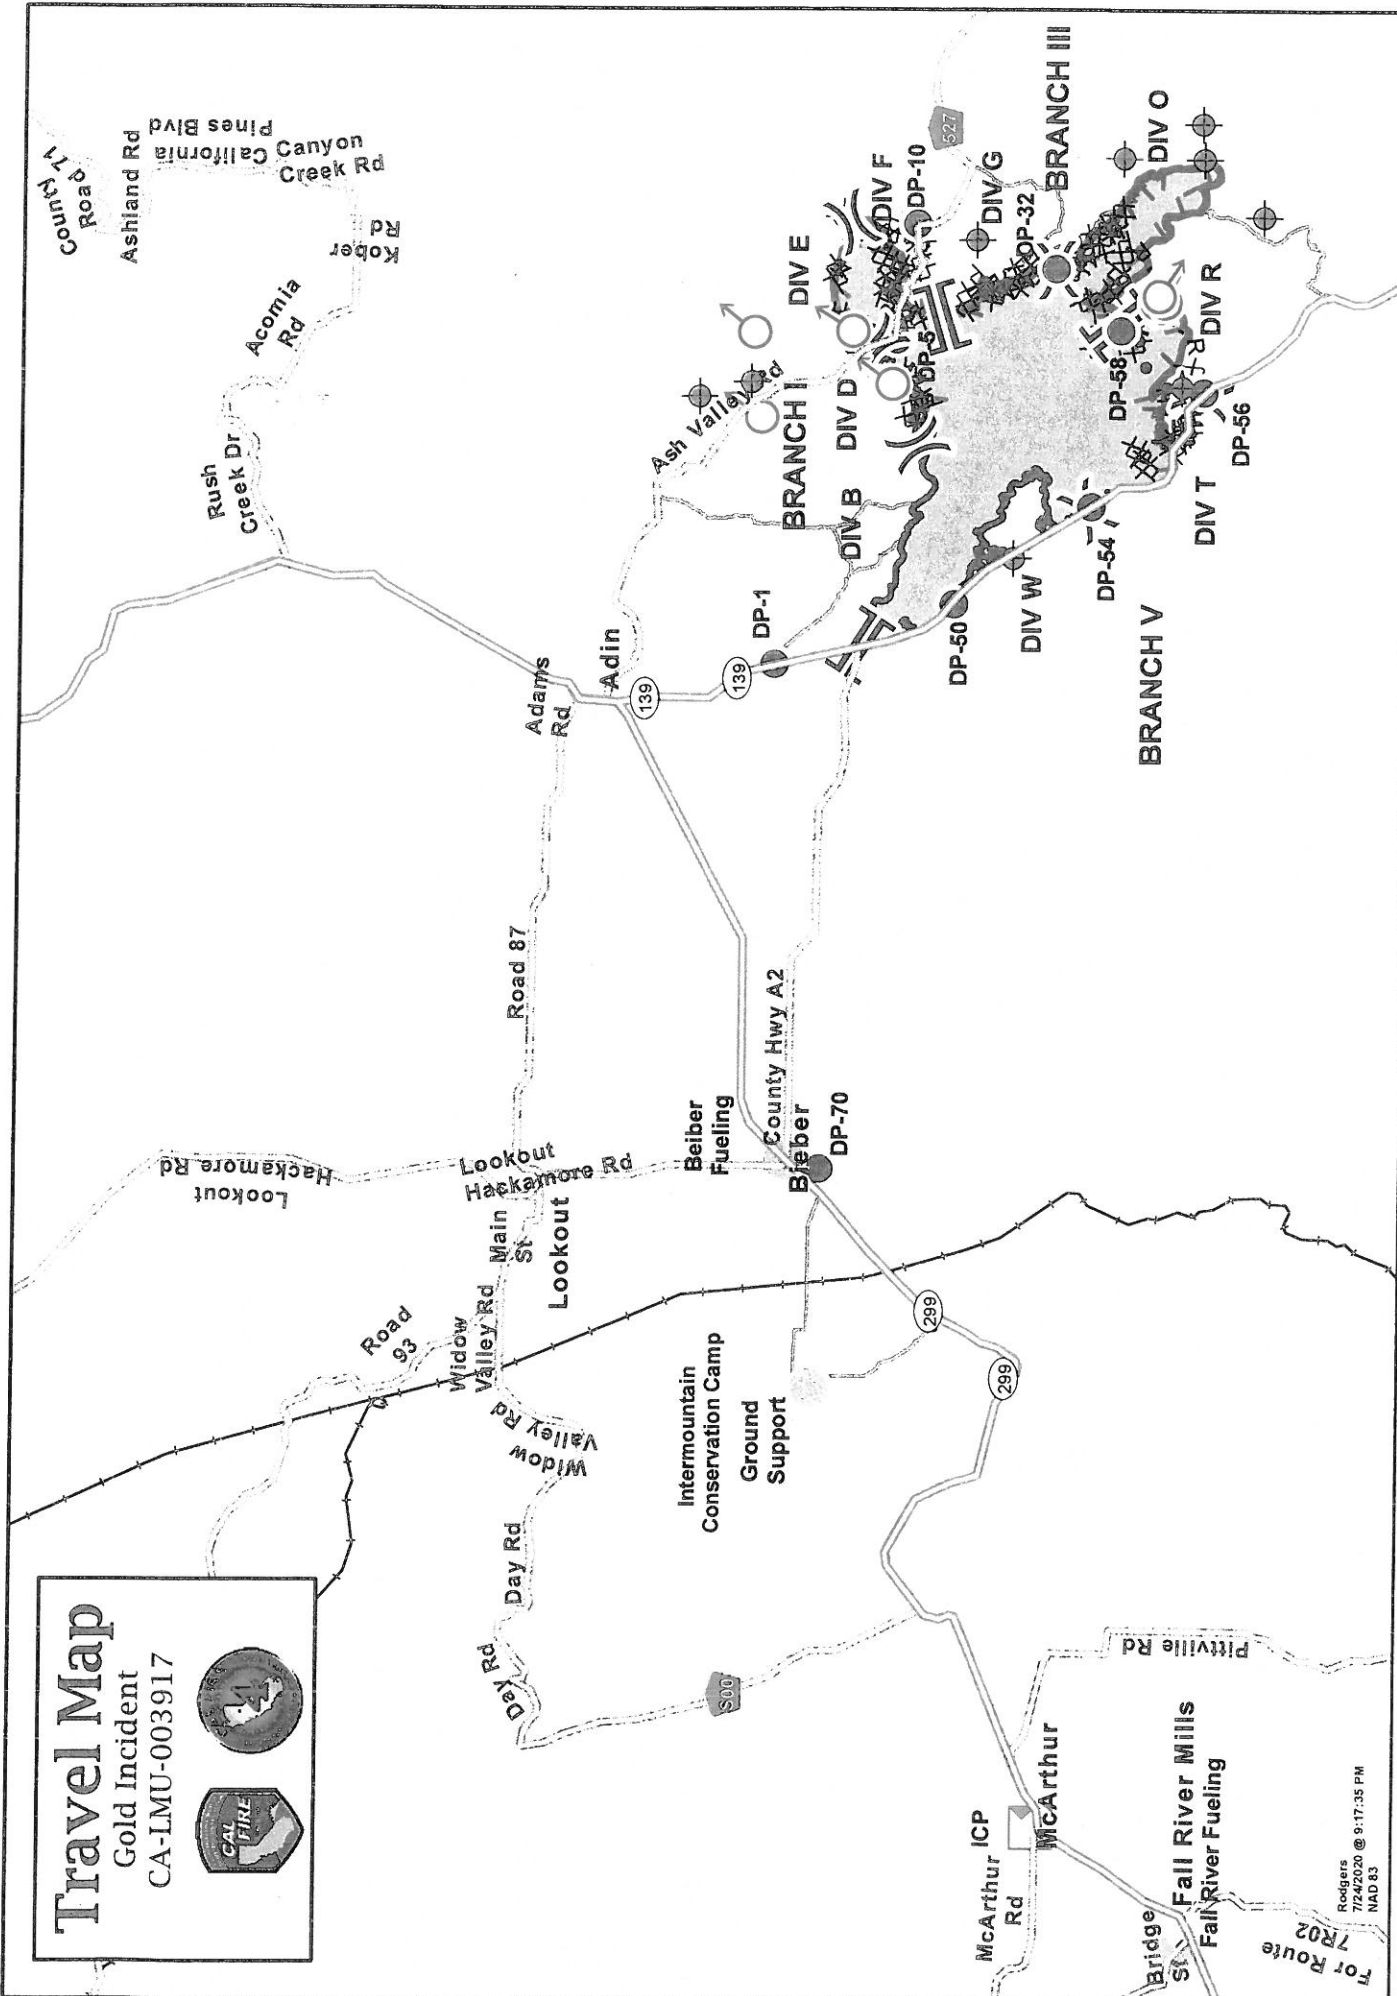 Travel Map
Gold Incident
CA-LMU-003917
CAL
FIRE
County
Road 71
Ashland Rd
California
Pines Blvd
Canyon
Creek Rd
Kober
Rd
Acomia
Rd
Rush
Creek Dr
Adams
Rd
Adin
139
139
Ash Valley Rd
Road 87
Lookout
Hackamore Rd
Lookout
Hackamore Rd
Main
St
Lookout
Road
93
Widow
Valley Rd
Widow
Valley Rd
Day Rd
Day Rd
Beiber
Fueling
County Hwy A2
Bieber
DP-70
Intermountain
Conservation Camp
Ground
Support
299
299
McArthur
Rd
ICP
McArthur
Pittville Rd
Bridge
St
Fall River Mills
Fall River Fueling
For Route
7R02
DP-1
BRANCH I
DIV B
DIV D
DIV E
DIV F
DP-5
DP-10
527
DIV G
DP-32
BRANCH III
DIV O
DIV R
DP-58
DP-56
DIV T
DP-54
DIV W
DP-50
BRANCH V
Rodgers
7/24/2020 @ 9:17:35 PM
NAD 83